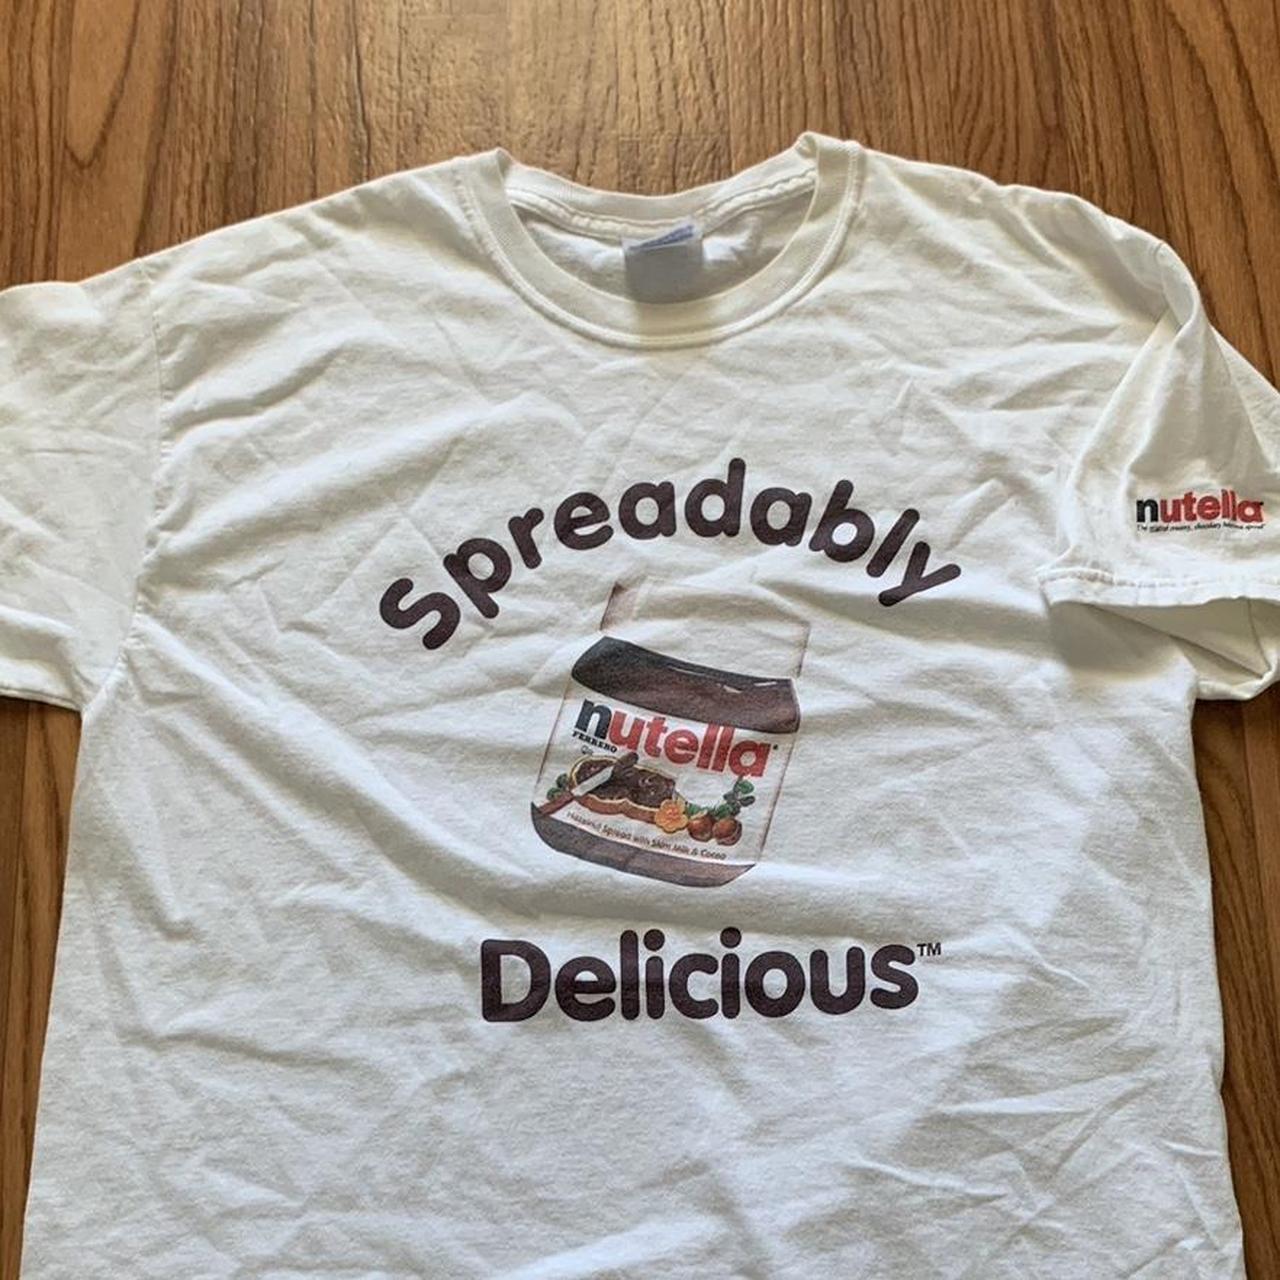 Spreadably
nutella
nutella®
FERRERO
Hazelnut Spread with Skim Milk & Cocoa
Delicious™